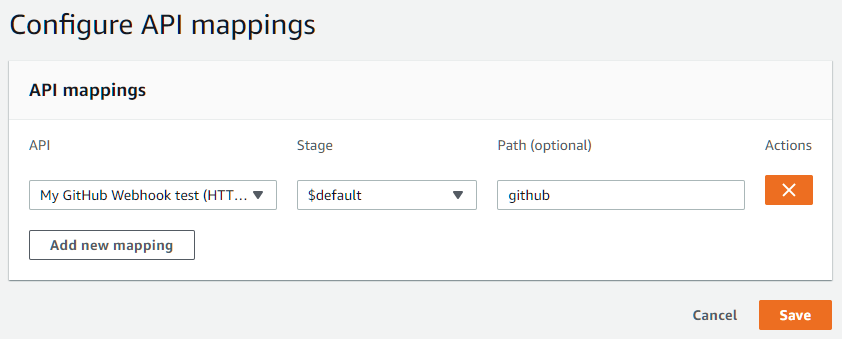 Configure API mappings
API mappings
API Stage Path (optional) Actions
My GitHub Webhook test (HTT... $default github
Add new mapping
Cancel Save